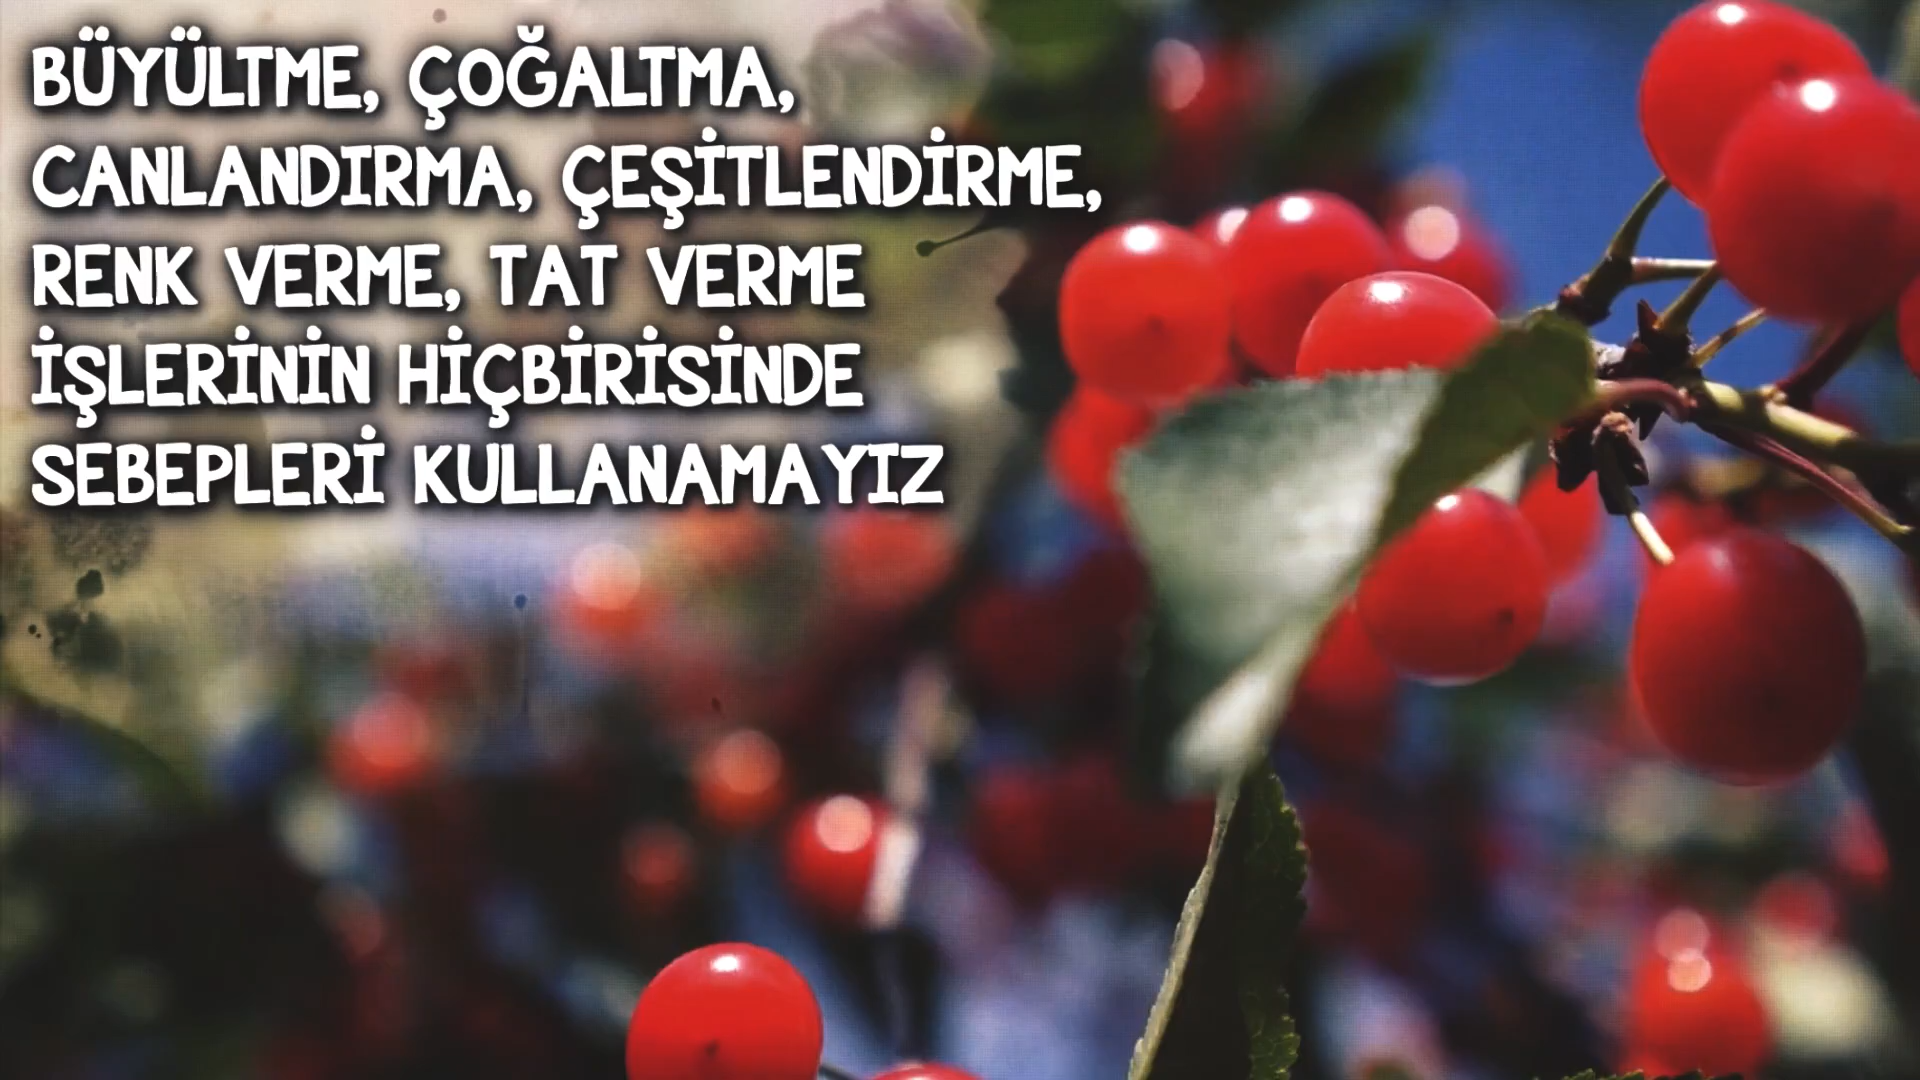 BÜYÜLTME, ÇOĞALTMA,
CANLANDIRMA, ÇEŞİTLENDİRME,
RENK VERME, TAT VERME
İŞLERİNİN HİÇBİRİSİNDE
SEBEPLERİ KULLANAMAYIZ